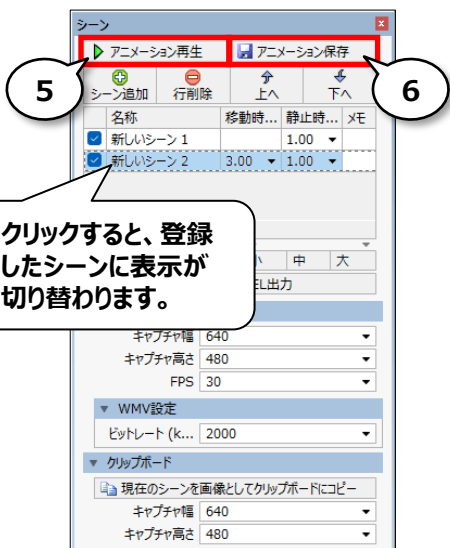 シーン
アニメーション再生
アニメーション保存
5
6
シーン追加
行削除
上へ
下へ
名称
移動時...
静止時...
メモ
新しいシーン 1
1.00
新しいシーン 2
3.00
1.00
クリックすると、登録
したシーンに表示が
切り替わります。
小
中
大
EL出力
キャプチャ幅
640
キャプチャ高さ
480
FPS
30
WMV設定
ビットレート (k...
2000
クリップボード
現在のシーンを画像としてクリップボードにコピー
キャプチャ幅
640
キャプチャ高さ
480